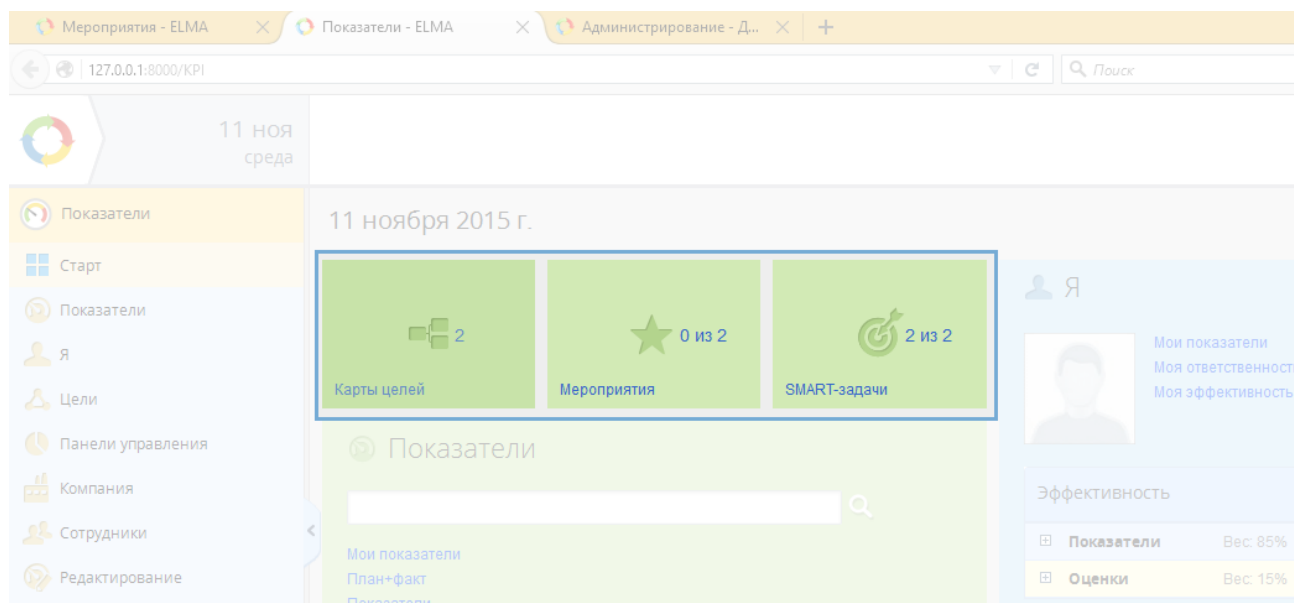 Мероприятия - ELMA
Показатели - ELMA
Администрирование - Д...
127.0.0.1:8000/KPI
Поиск
11 ноя
среда
Показатели
Старт
Показатели
Я
Цели
Панели управления
Компания
Сотрудники
Редактирование
11 ноября 2015 г.
2
Карты целей
0 из 2
Мероприятия
2 из 2
SMART-задачи
Показатели
Мои показатели
План+факт
Показатели
Я
Мои показатели
Моя ответственност
Моя эффективность
Эффективность
Показатели Вес: 85%
Оценки Вес: 15%